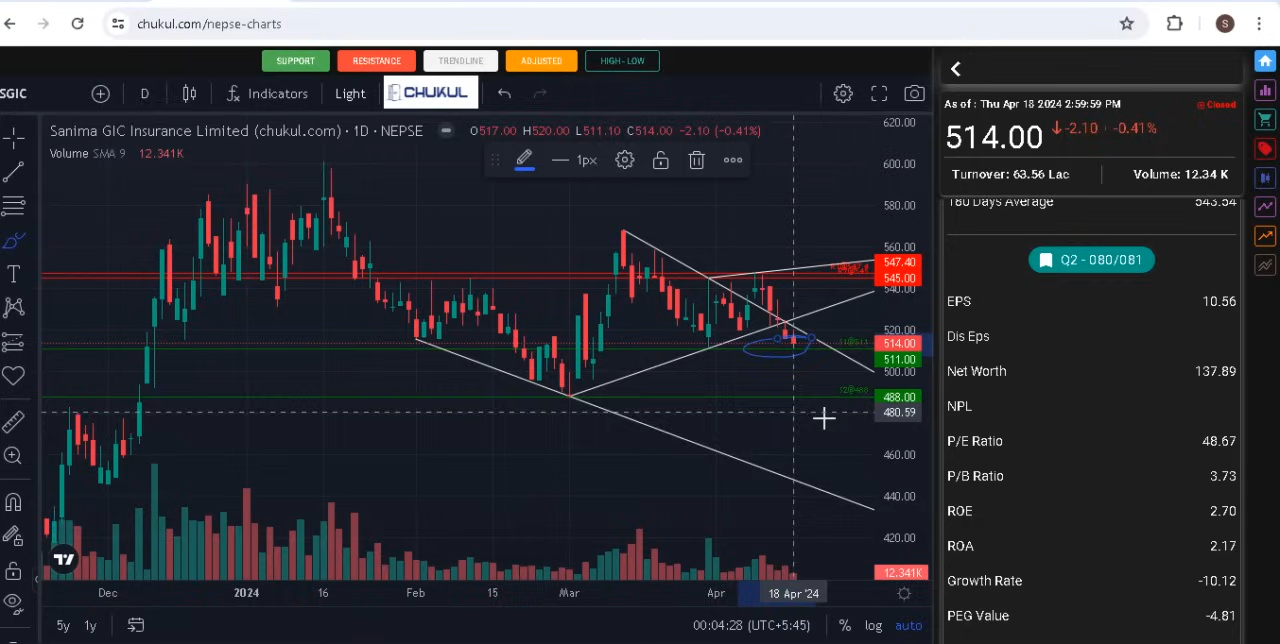 chukul.com/nepse-charts
S
SUPPORT RESISTANCE TRENDLINE ADJUSTED HIGH-LOW
SGIC D Indicators Light CHUKUL
Sanima GIC Insurance Limited (chukul.com) · 1D · NEPSE O517.00 H520.00 L511.10 C514.00 -2.10 (-0.41%)
Volume SMA 9 12.341K
1px
620.00
600.00
580.00
560.00
547.40
545.00
540.00
520.00
514.00
511.00
500.00
488.00
480.59
460.00
440.00
420.00
12.341K
Dec 2024 16 Feb 15 Mar Apr 18 Apr '24
5y 1y 00:04:28 (UTC+5:45) % log auto
As of : Thu Apr 18 2024 2:59:59 PM Closed
514.00 -2.10 -0.41%
Turnover: 63.56 Lac Volume: 12.34 K
180 Days Average 543.54
Q2 - 080/081
EPS 10.56
Dis Eps
Net Worth 137.89
NPL
P/E Ratio 48.67
P/B Ratio 3.73
ROE 2.70
ROA 2.17
Growth Rate -10.12
PEG Value -4.81